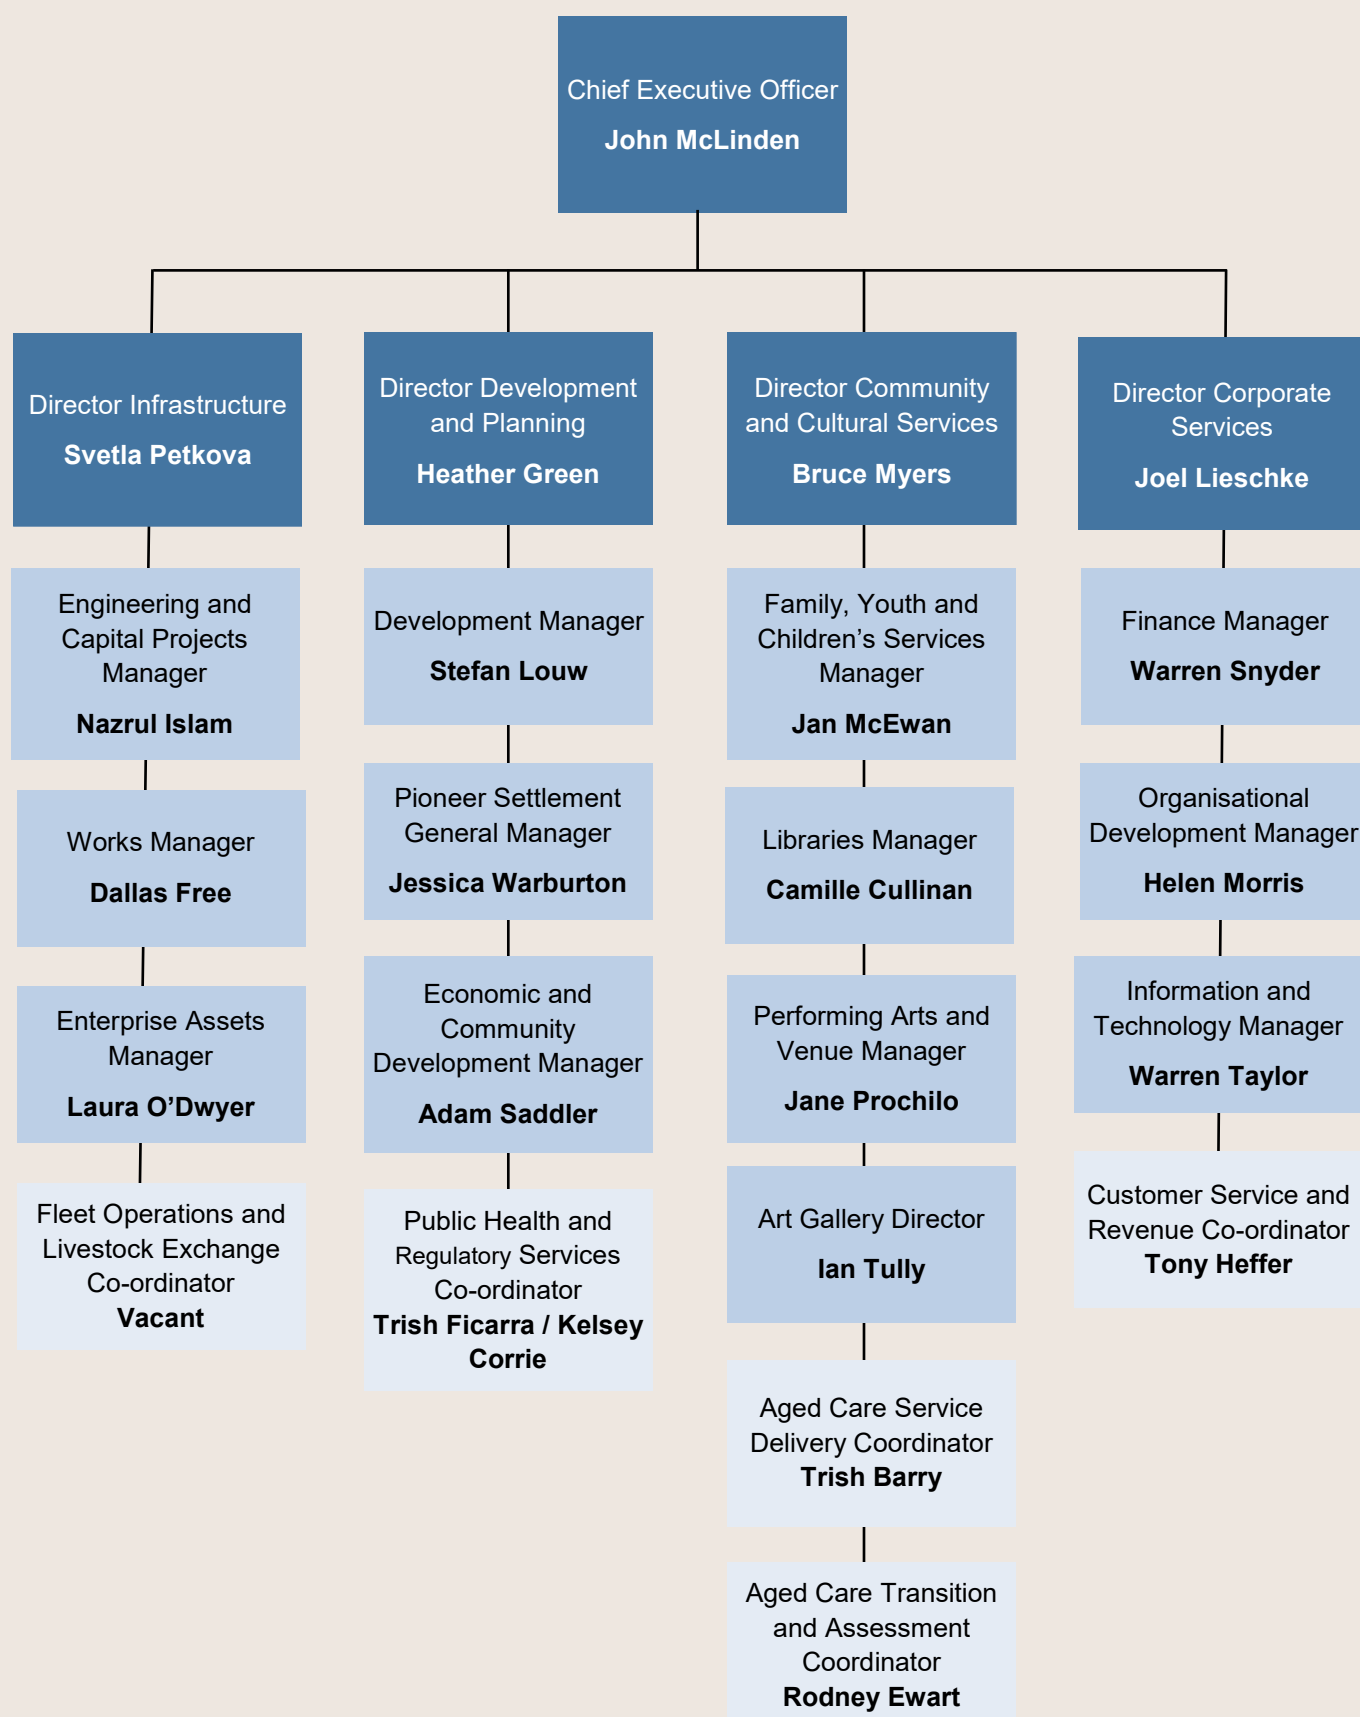 Chief Executive Officer
John McLinden
Director Infrastructure
Svetla Petkova
Engineering and
Capital Projects
Manager
Nazrul Islam
Works Manager
Dallas Free
Enterprise Assets
Manager
Laura O’Dwyer
Fleet Operations and
Livestock Exchange
Co-ordinator
Vacant
Director Development
and Planning
Heather Green
Development Manager
Stefan Louw
Pioneer Settlement
General Manager
Jessica Warburton
Economic and
Community
Development Manager
Adam Saddler
Public Health and
Regulatory Services
Co-ordinator
Trish Ficarra / Kelsey
Corrie
Director Community
and Cultural Services
Bruce Myers
Family, Youth and
Children’s Services
Manager
Jan McEwan
Libraries Manager
Camille Cullinan
Performing Arts and
Venue Manager
Jane Prochilo
Art Gallery Director
Ian Tully
Aged Care Service
Delivery Coordinator
Trish Barry
Aged Care Transition
and Assessment
Coordinator
Rodney Ewart
Director Corporate
Services
Joel Lieschke
Finance Manager
Warren Snyder
Organisational
Development Manager
Helen Morris
Information and
Technology Manager
Warren Taylor
Customer Service and
Revenue Co-ordinator
Tony Heffer